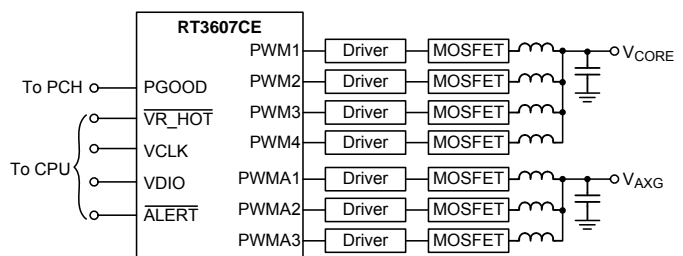 RT3607CE
PWM1 Driver MOSFET VCORE
To PCH PGOOD PWM2 Driver MOSFET
VR_HOT PWM3 Driver MOSFET
VCLK PWM4 Driver MOSFET
To CPU
VDIO PWMA1 Driver MOSFET VAXG
ALERT PWMA2 Driver MOSFET
PWMA3 Driver MOSFET